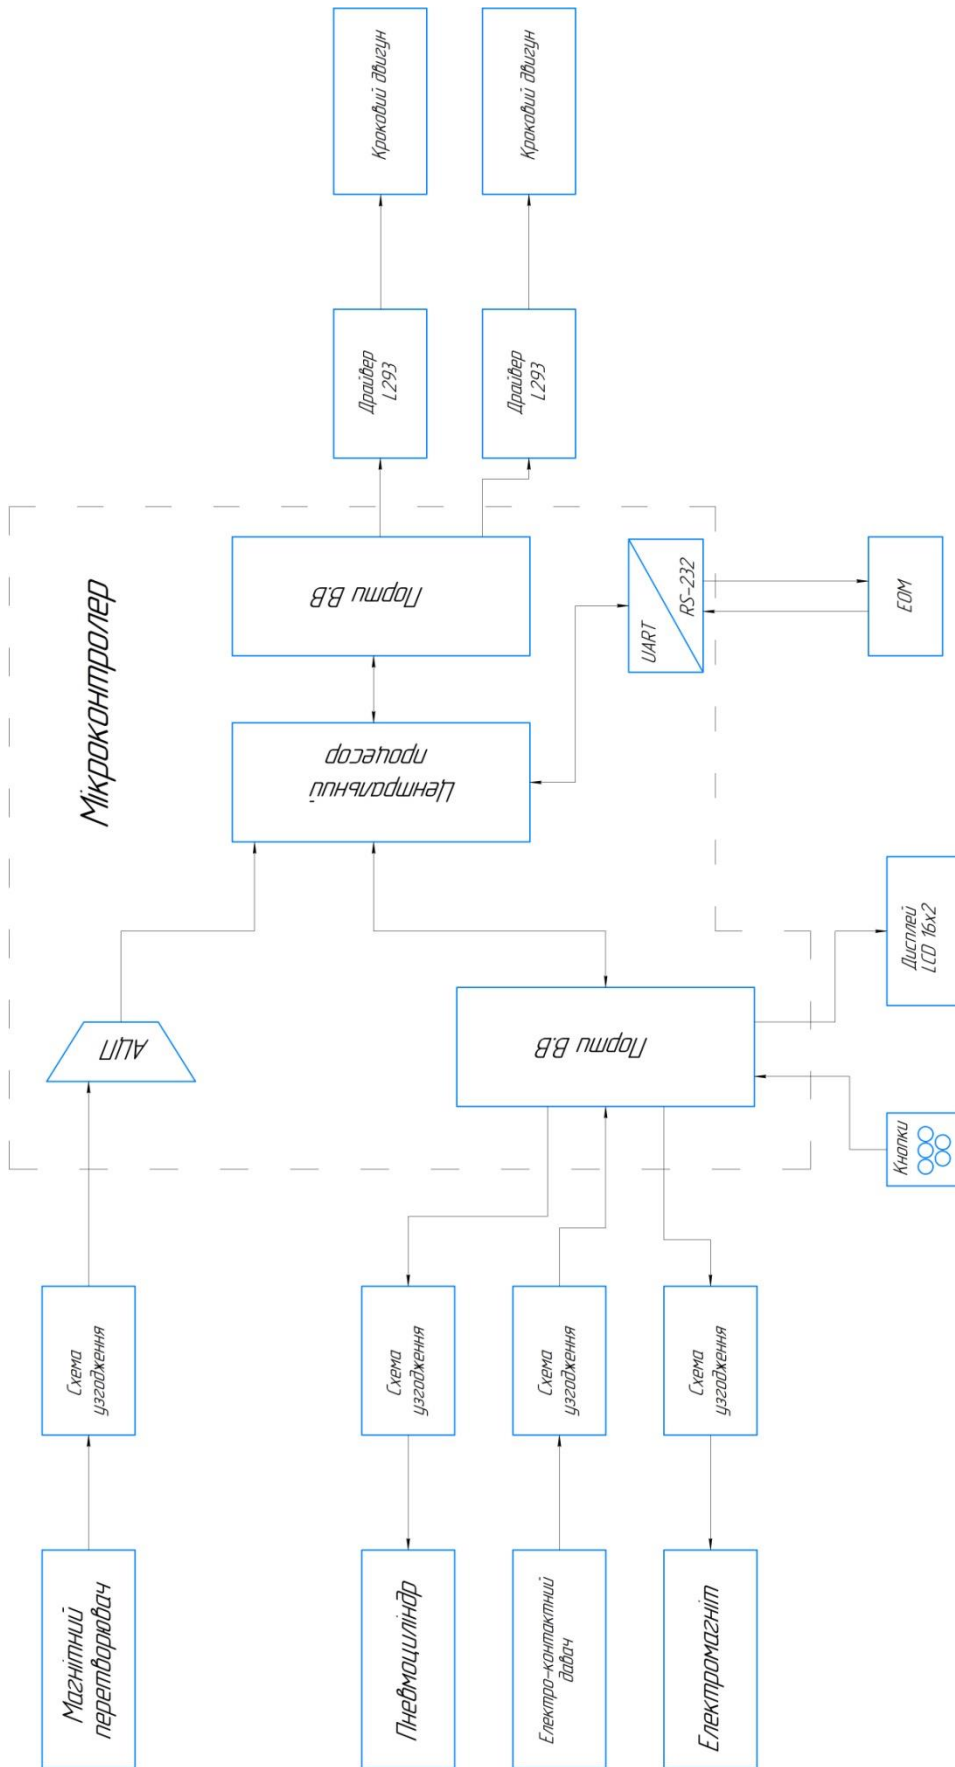 Магнітний
перетворювач
Схема
узгодження
АЦП
Мікроконтролер
Пневмоциліндр
Схема
узгодження
Електро-контактний
давач
Схема
узгодження
Електромагніт
Схема
узгодження
Порти В.В
Центральний
процесор
Порти В.В
Драйвер
L293
Кроковий двигун
Драйвер
L293
Кроковий двигун
UART
RS-232
ЕОМ
Дисплей
LCD 16x2
Кнопки